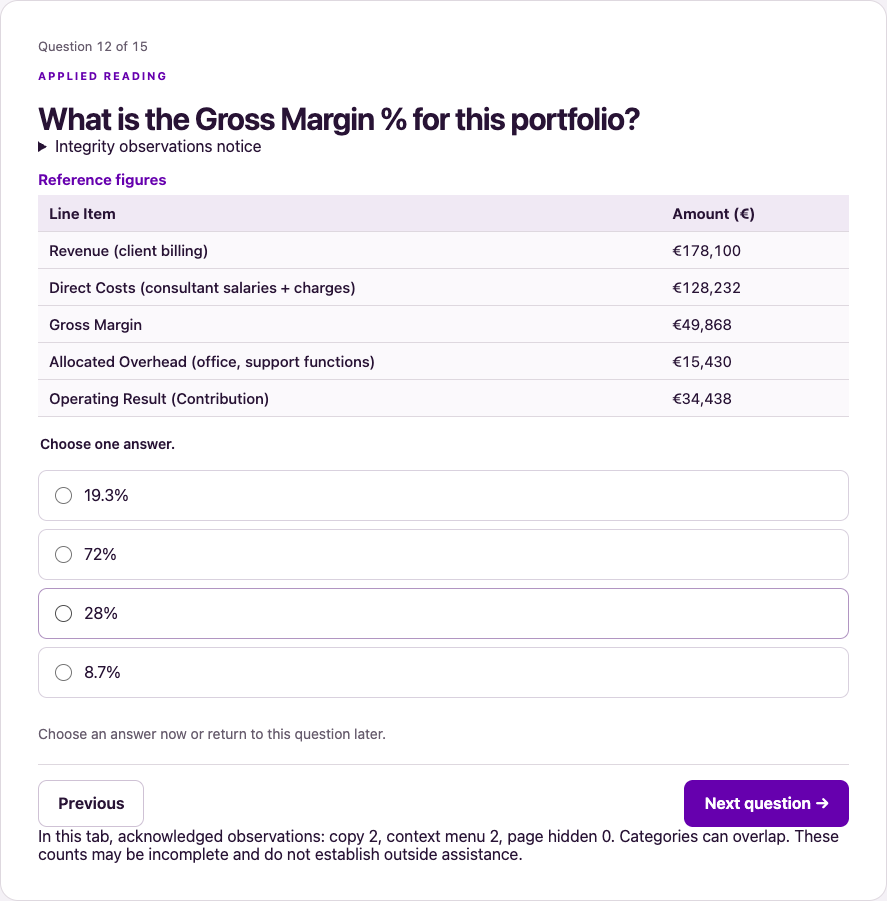 Question 12 of 15
APPLIED READING
What is the Gross Margin % for this portfolio?
▶ Integrity observations notice
Reference figures
Line Item Amount (€)
Revenue (client billing) €178,100
Direct Costs (consultant salaries + charges) €128,232
Gross Margin €49,868
Allocated Overhead (office, support functions) €15,430
Operating Result (Contribution) €34,438
Choose one answer.
19.3%
72%
28%
8.7%
Choose an answer now or return to this question later.
Previous Next question →
In this tab, acknowledged observations: copy 2, context menu 2, page hidden 0. Categories can overlap. These
counts may be incomplete and do not establish outside assistance.